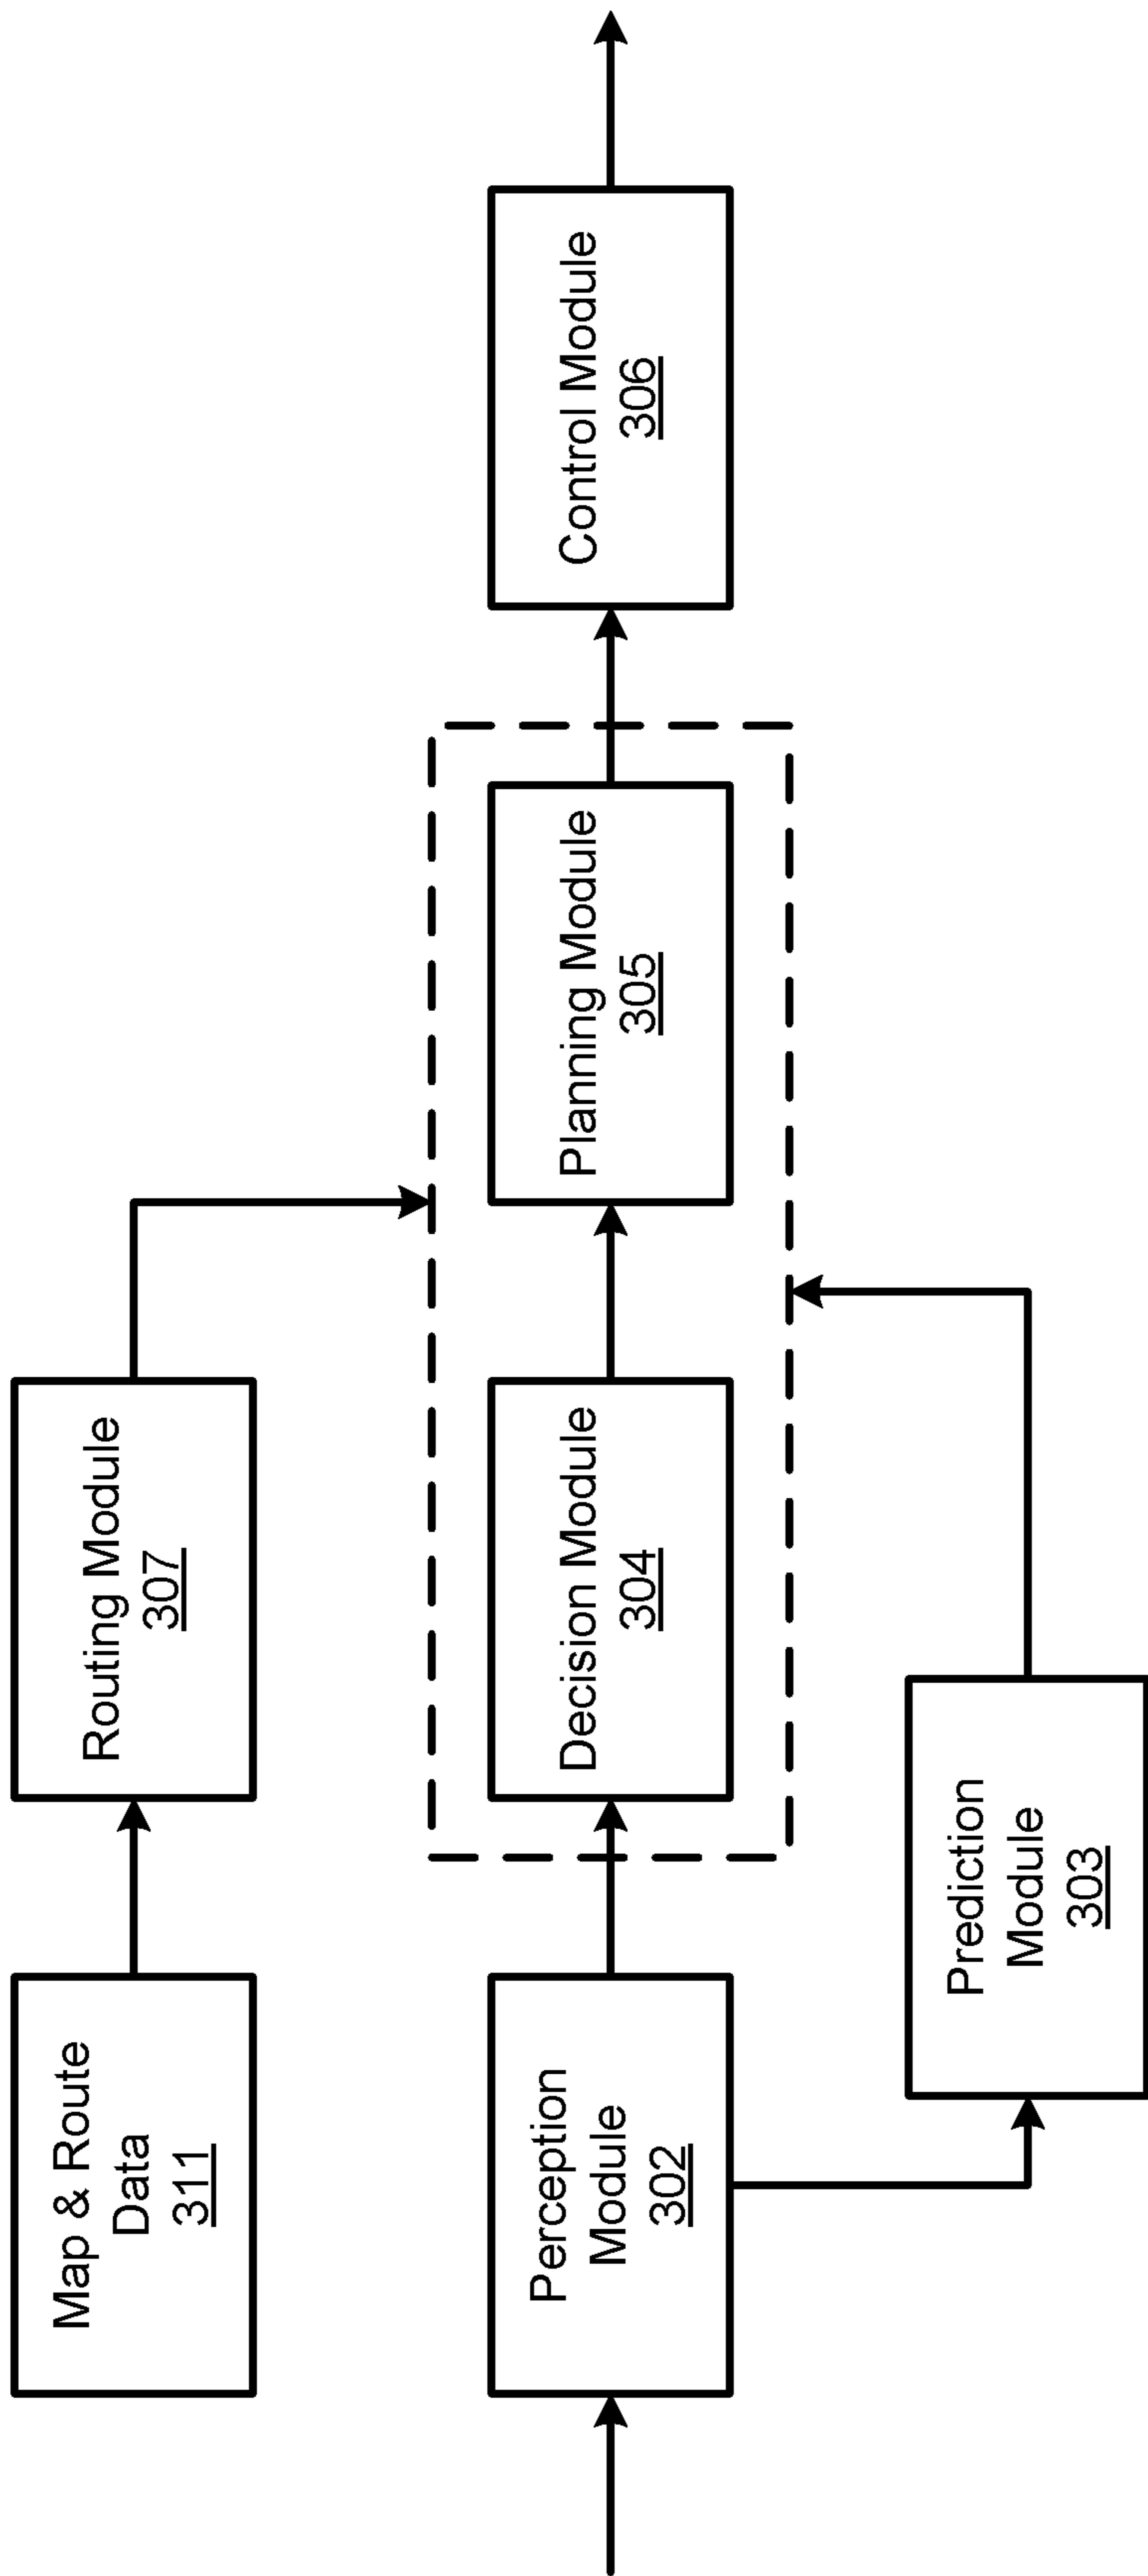 Map & Route
Data
311
Routing Module
307
Perception
Module
302
Decision Module
304
Planning Module
305
Control Module
306
Prediction
Module
303